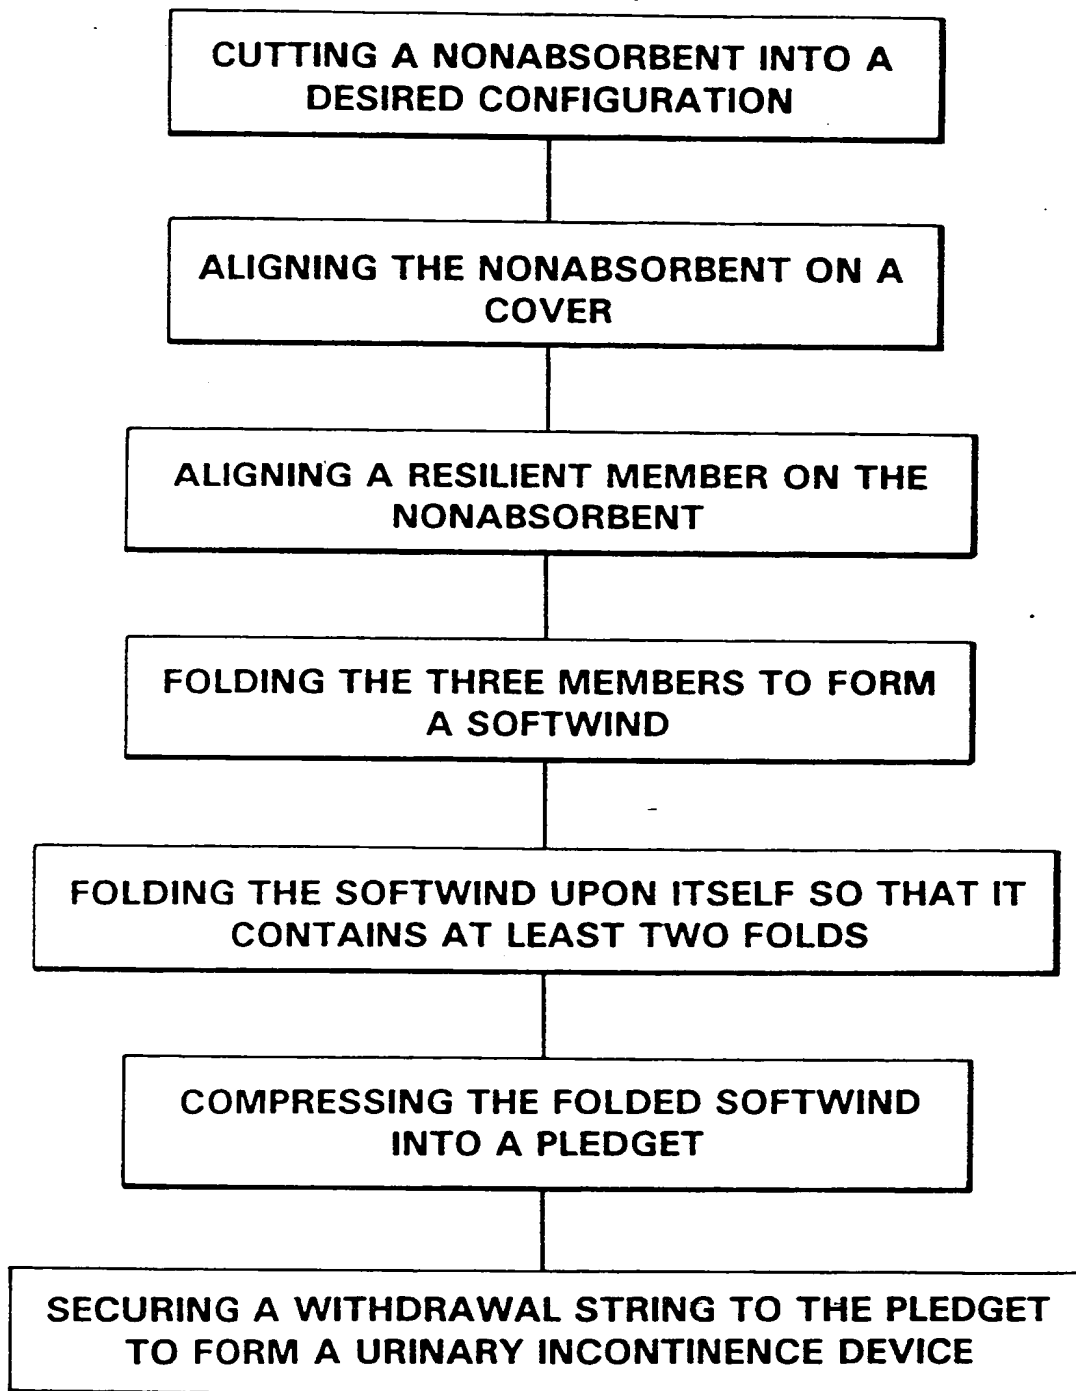 CUTTING A NONABSORBENT INTO A
DESIRED CONFIGURATION
ALIGNING THE NONABSORBENT ON A
COVER
ALIGNING A RESILIENT MEMBER ON THE
NONABSORBENT
FOLDING THE THREE MEMBERS TO FORM
A SOFTWIND
FOLDING THE SOFTWIND UPON ITSELF SO THAT IT
CONTAINS AT LEAST TWO FOLDS
COMPRESSING THE FOLDED SOFTWIND
INTO A PLEDGET
SECURING A WITHDRAWAL STRING TO THE PLEDGET
TO FORM A URINARY INCONTINENCE DEVICE